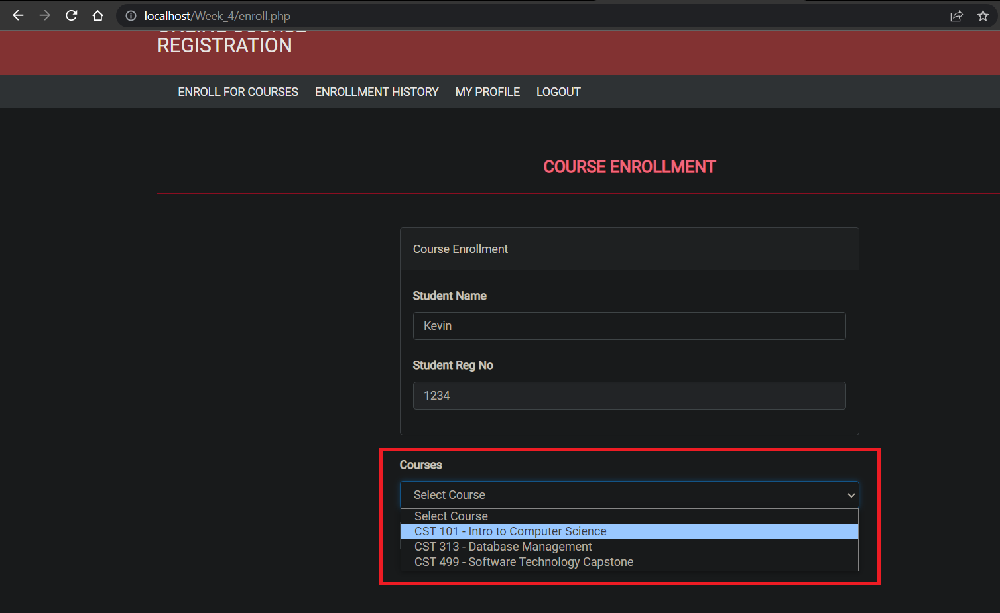 localhost/Week_4/enroll.php
ONLINE COURSE
REGISTRATION
ENROLL FOR COURSES ENROLLMENT HISTORY MY PROFILE LOGOUT
COURSE ENROLLMENT
Course Enrollment
Student Name
Kevin
Student Reg No
1234
Courses
Select Course
Select Course
CST 101 - Intro to Computer Science
CST 313 - Database Management
CST 499 - Software Technology Capstone